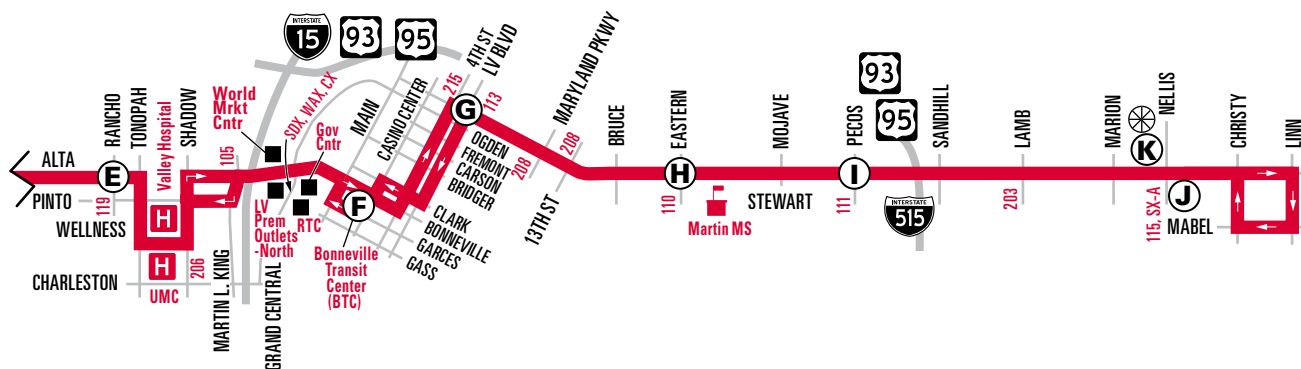 INTERSTATE
15
93
95
4TH ST
LV BLVD
215
113
MARYLAND PKWY
93
95
World
Mrkt
Cntr
SDX, WAX, CX
Gov
Cntr
MAIN
CASINO CENTER
G
RANCHO
TONOPAH
Valley Hospital
SHADOW
105
OGDEN
FREMONT
CARSON
BRIDGER
208
208
BRUCE
EASTERN
MOJAVE
PECOS
SANDHILL
LAMB
MARION
NELLIS
K
CHRISTY
LINN
ALTA
E
H
I
PINTO
119
H
WELLNESS
LV
Prem
Outlets
-North
RTC
F
CLARK
BONNEVILLE
GARCES
GASS
13TH ST
110
Martin MS
STEWART
111
INTERSTATE
515
203
115, SX-A
J
MABEL
H
UMC
206
CHARLESTON
MARTIN L. KING
GRAND CENTRAL
Bonneville
Transit
Center
(BTC)